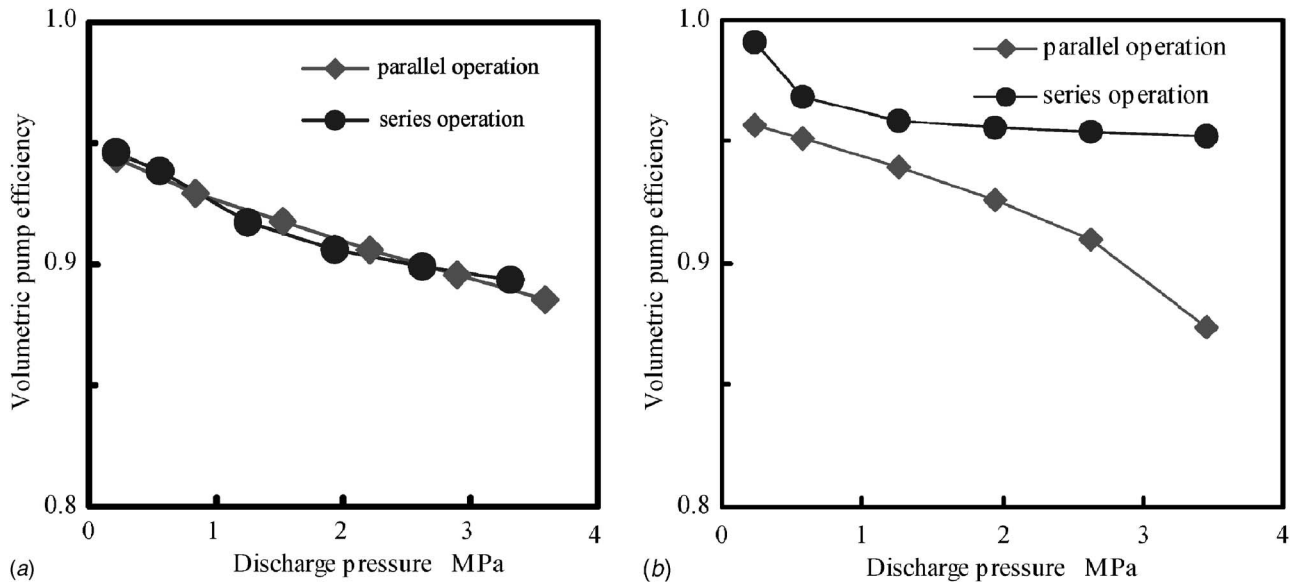 1.0
parallel operation
series operation
0.9
0.8
Volumetric pump efficiency
0 1 2 3 4
Discharge pressure MPa
(a)
1.0
parallel operation
series operation
0.9
0.8
Volumetric pump efficiency
0 1 2 3 4
Discharge pressure MPa
(b)